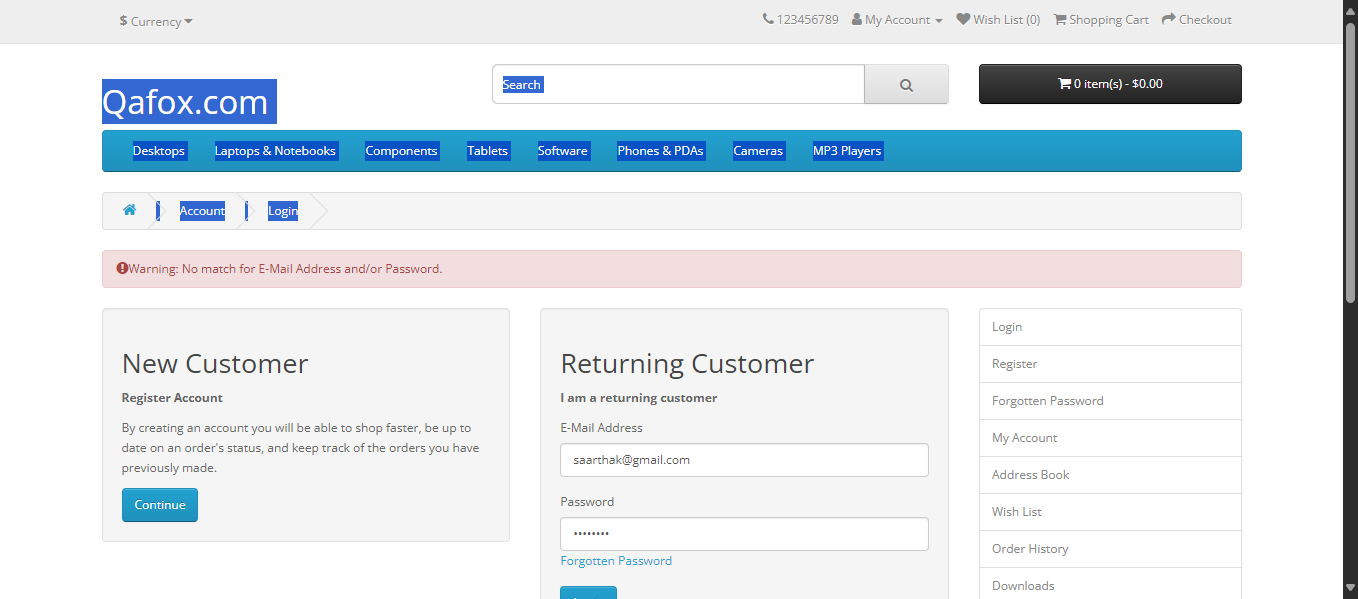 $ Currency
123456789 My Account Wish List (0) Shopping Cart Checkout
Qafox.com
Search
0 item(s) - $0.00
Desktops Laptops & Notebooks Components Tablets Software Phones & PDAs Cameras MP3 Players
Account Login
Warning: No match for E-Mail Address and/or Password.
New Customer
Register Account
By creating an account you will be able to shop faster, be up to
date on an order's status, and keep track of the orders you have
previously made.
Continue
Returning Customer
I am a returning customer
E-Mail Address
saarthak@gmail.com
Password
••••••••
Forgotten Password
Login
Register
Forgotten Password
My Account
Address Book
Wish List
Order History
Downloads